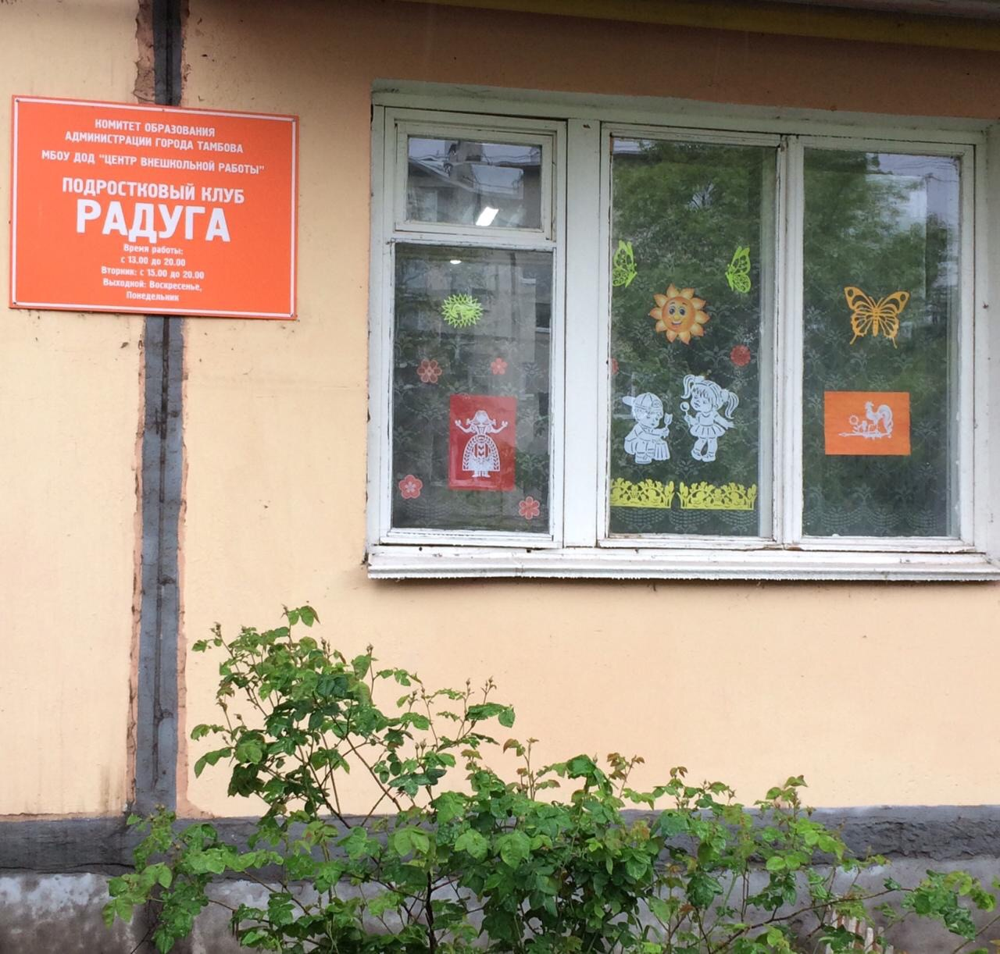 КОМИТЕТ ОБРАЗОВАНИЯ
АДМИНИСТРАЦИИ ГОРОДА ТАМБОВА
МБОУ ДОД "ЦЕНТР ВНЕШКОЛЬНОЙ РАБОТЫ"
ПОДРОСТКОВЫЙ КЛУБ
РАДУГА
Время работы:
с 13.00 до 20.00
Вторник: с 15.00 до 20.00
Выходной: Воскресенье,
Понедельник